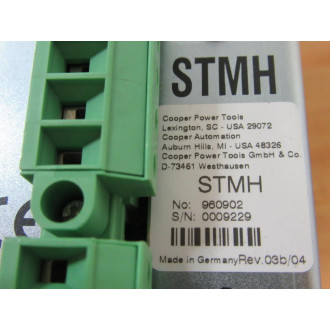 STMH
Cooper Power Tools
Lexington, SC - USA 29072
Cooper Automation
Auburn Hills, MI - USA 48326
Cooper Power Tools GmbH & Co.
D-73461 Westhausen
STMH
No: 960902
S/N: 0009229
Made in Germany Rev. 03b/04